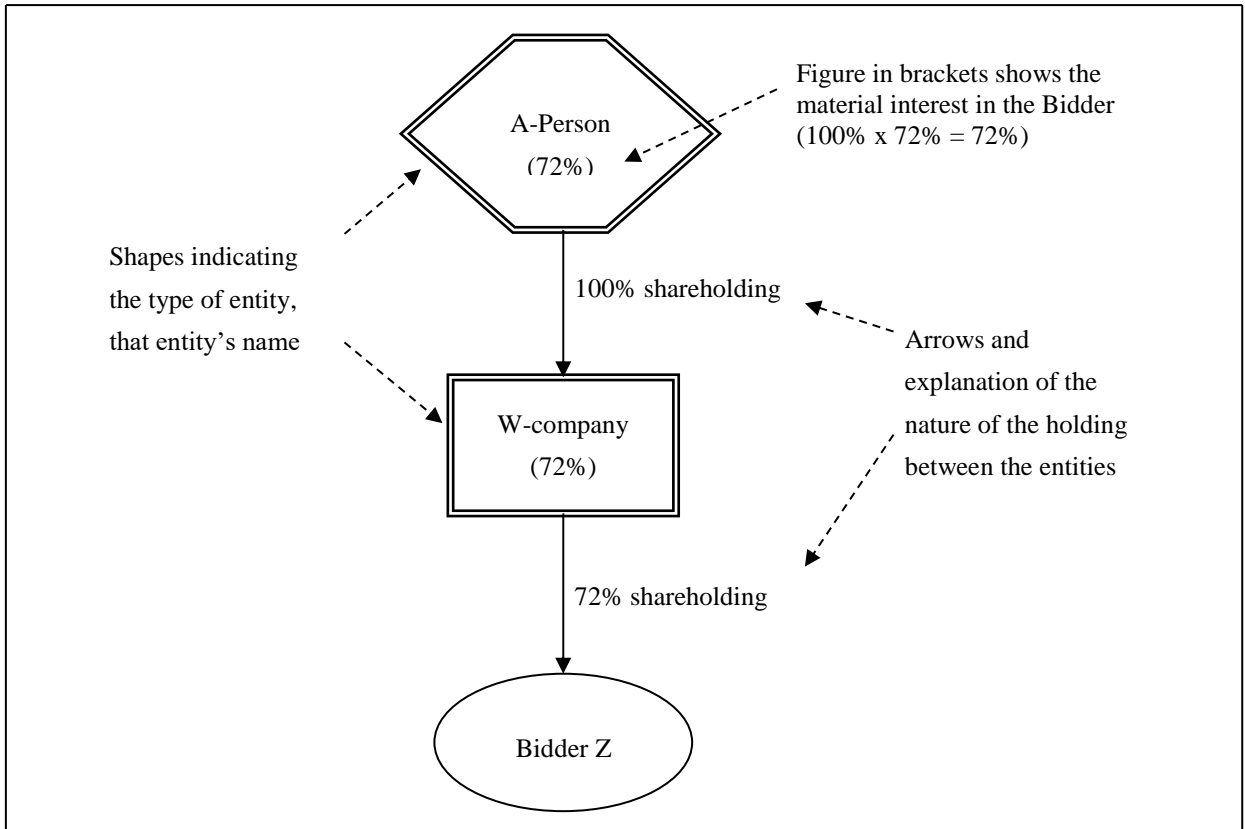 Figure in brackets shows the
material interest in the Bidder
(100% x 72% = 72%)
A-Person
(72%)
Shapes indicating
the type of entity,
that entity’s name
100% shareholding
Arrows and
explanation of the
nature of the holding
between the entities
W-company
(72%)
72% shareholding
Bidder Z